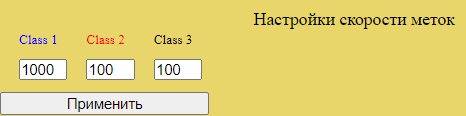 Настройки скорости меток
Class 1 Class 2 Class 3
1000 100 100
Применить